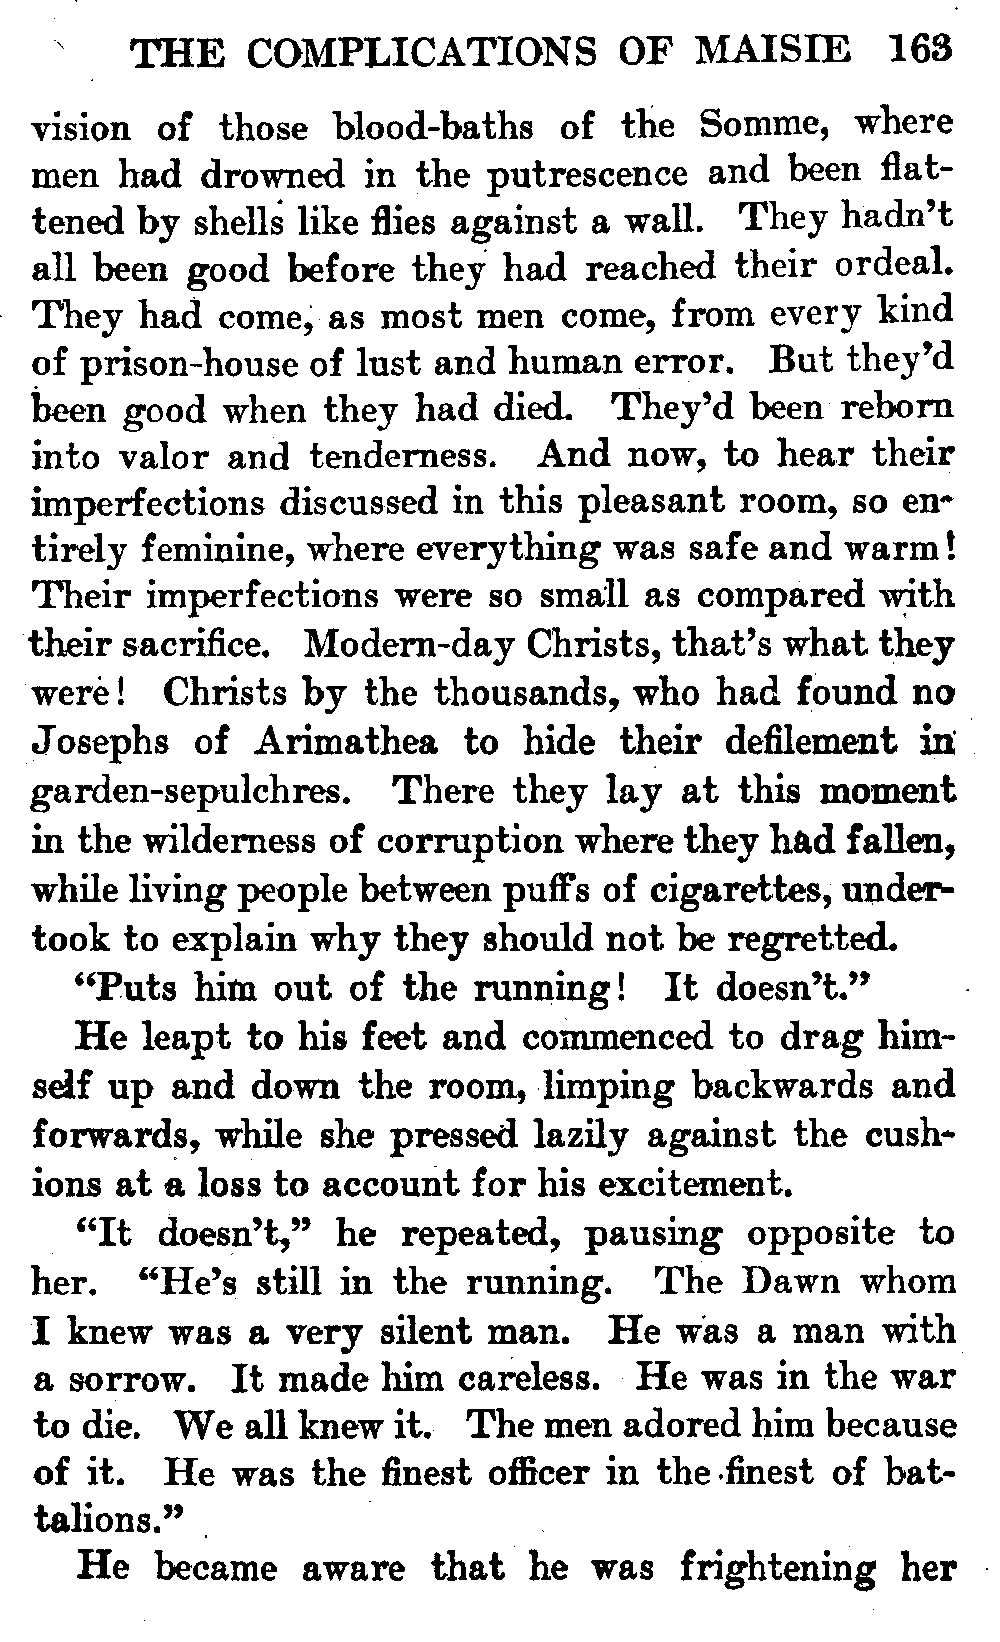 THE COMPLICATIONS OF MAISIE 163
vision of those blood-baths of the Somme, where
men had drowned in the putrescence and been flat-
tened by shells like flies against a wall. They hadn't
all been good before they had reached their ordeal.
They had come, as most men come, from every kind
of prison-house of lust and human error. But they'd
been good when they had died. They'd been reborn
into valor and tenderness. And now, to hear their
imperfections discussed in this pleasant room, so en-
tirely feminine, where everything was safe and warm!
Their imperfections were so small as compared with
their sacrifice. Modern-day Christs, that's what they
were! Christs by the thousands, who had found no
Josephs of Arimathea to hide their defilement in
garden-sepulchres. There they lay at this moment
in the wilderness of corruption where they had fallen,
while living people between puffs of cigarettes, under-
took to explain why they should not be regretted.
"Puts him out of the running! It doesn't."
He leapt to his feet and commenced to drag him-
self up and down the room, limping backwards and
forwards, while she pressed lazily against the cush-
ions at a loss to account for his excitement.
"It doesn't," he repeated, pausing opposite to
her. "He's still in the running. The Dawn whom
I knew was a very silent man. He was a man with
a sorrow. It made him careless. He was in the war
to die. We all knew it. The men adored him because
of it. He was the finest officer in the finest of bat-
talions."
He became aware that he was frightening her